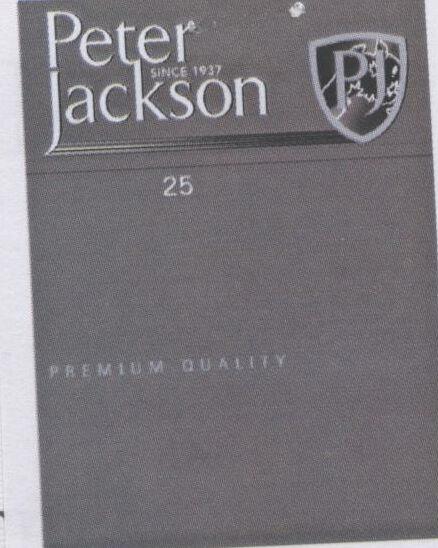 Peter
SINCE 1937
Jackson
PJ
25
PREMIUM QUALITY